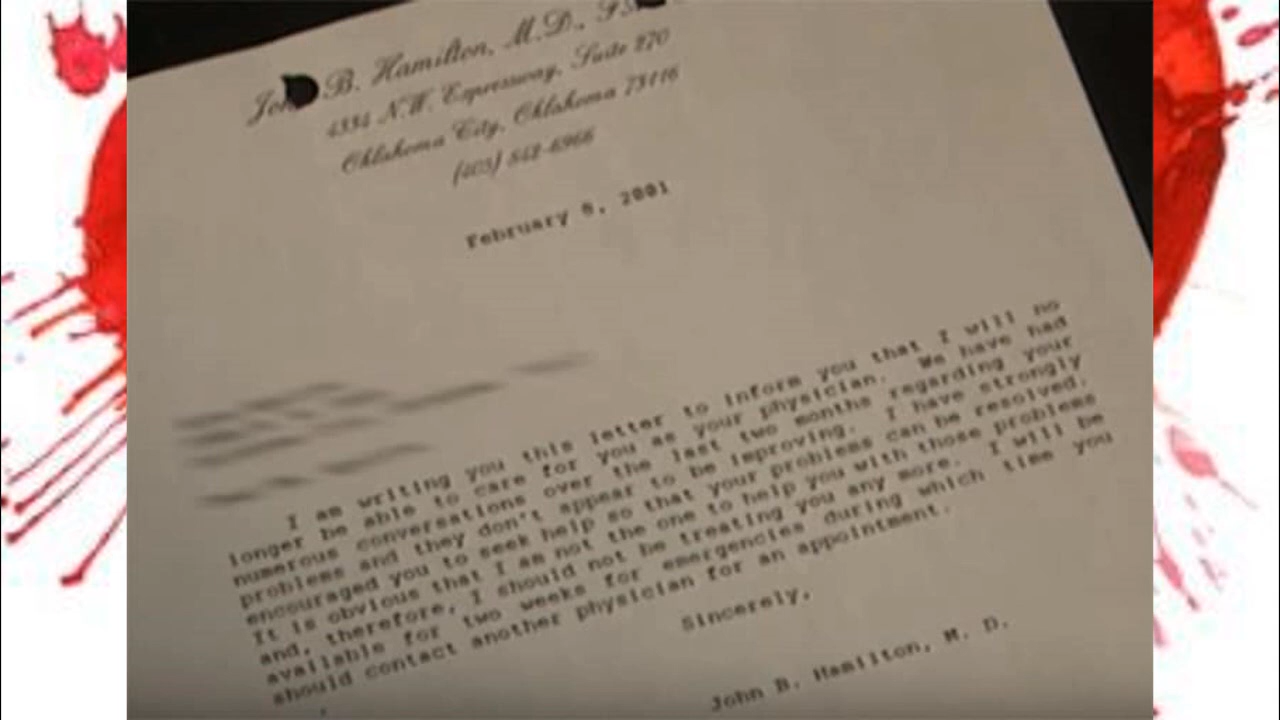 John B. Hamilton, M.D.,
4334 N.W. Expressway, Suite 270
Oklahoma City, Oklahoma 73116
(405) 842-6966
February 6, 2001
I am writing you this letter to inform you that I will no
longer be able to care for you as your physician. We have had
numerous conversations over the last two months regarding your
problems and they don't appear to be improving. I have strongly
encouraged you to seek help so that your problems can be resolved.
It is obvious that I am not the one to help you with those problems
and, therefore, I should not be treating you any more. I will be
available for two weeks for emergencies during which time you
should contact another physician for an appointment.
Sincerely,
John B. Hamilton, M. D.